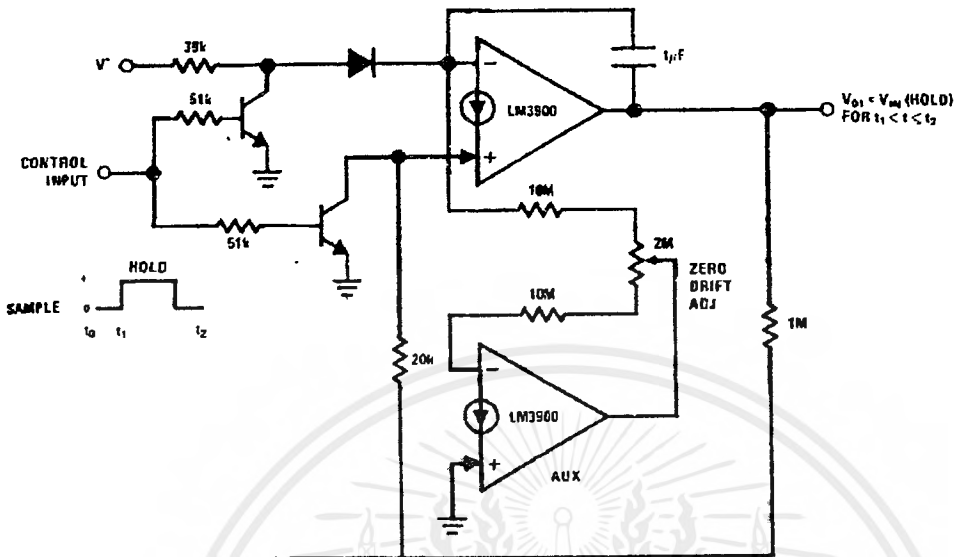 39k
V+
1µF
51k
LM3900
V01 = VIN (HOLD)
FOR t1 < t < t2
CONTROL
INPUT
10M
51k
2M
ZERO
DRIFT
ADJ
HOLD
SAMPLE
+
0
t0 t1 t2
10M
1M
20k
LM3900
AUX